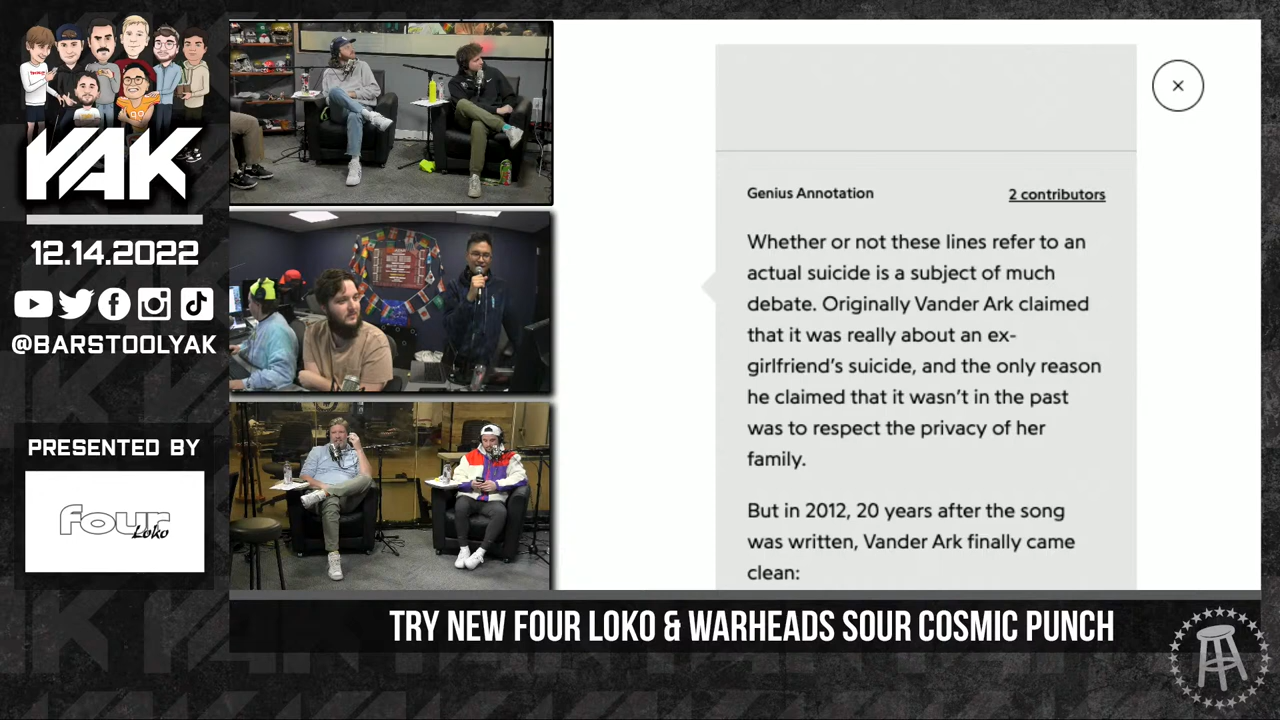 YAK
12.14.2022
@BARSTOOLYAK
PRESENTED BY
four
Loko
×
Genius Annotation
2 contributors
Whether or not these lines refer to an
actual suicide is a subject of much
debate. Originally Vander Ark claimed
that it was really about an ex-
girlfriend’s suicide, and the only reason
he claimed that it wasn’t in the past
was to respect the privacy of her
family.
But in 2012, 20 years after the song
was written, Vander Ark finally came
clean:
TRY NEW FOUR LOKO & WARHEADS SOUR COSMIC PUNCH